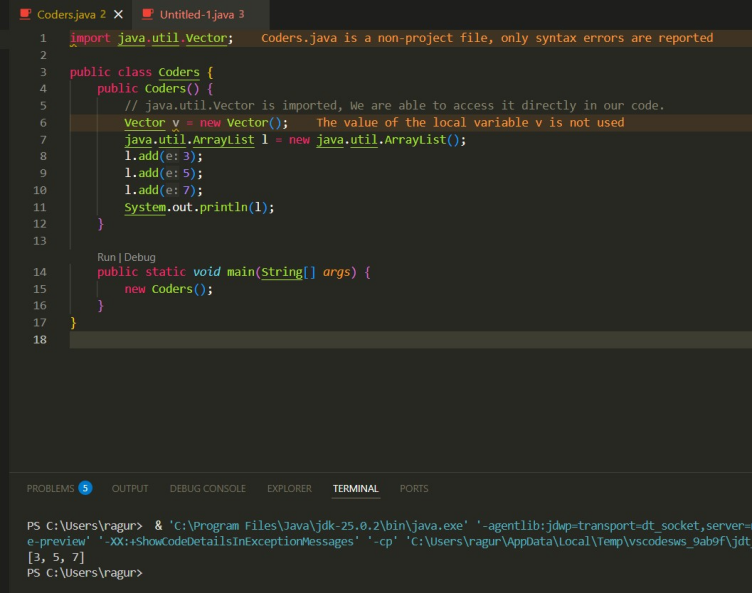 Coders.java 2 Untitled-1.java 3
1 import java.util.Vector; Coders.java is a non-project file, only syntax errors are reported
2
3 public class Coders {
4 public Coders() {
5 // java.util.Vector is imported, We are able to access it directly in our code.
6 Vector v = new Vector(); The value of the local variable v is not used
7 java.util.ArrayList l = new java.util.ArrayList();
8 l.add(e: 3);
9 l.add(e: 5);
10 l.add(e: 7);
11 System.out.println(l);
12 }
13
Run | Debug
14 public static void main(String[] args) {
15 new Coders();
16 }
17 }
18
PROBLEMS 5 OUTPUT DEBUG CONSOLE EXPLORER TERMINAL PORTS
PS C:\Users\ragur> & 'C:\Program Files\Java\jdk-25.0.2\bin\java.exe' '-agentlib:jdwp=transport=dt_socket,server=
e-preview' '-XX:+ShowCodeDetailsInExceptionMessages' '-cp' 'C:\Users\ragur\AppData\Local\Temp\vscodesws_9ab9f\jdt_
[3, 5, 7]
PS C:\Users\ragur>